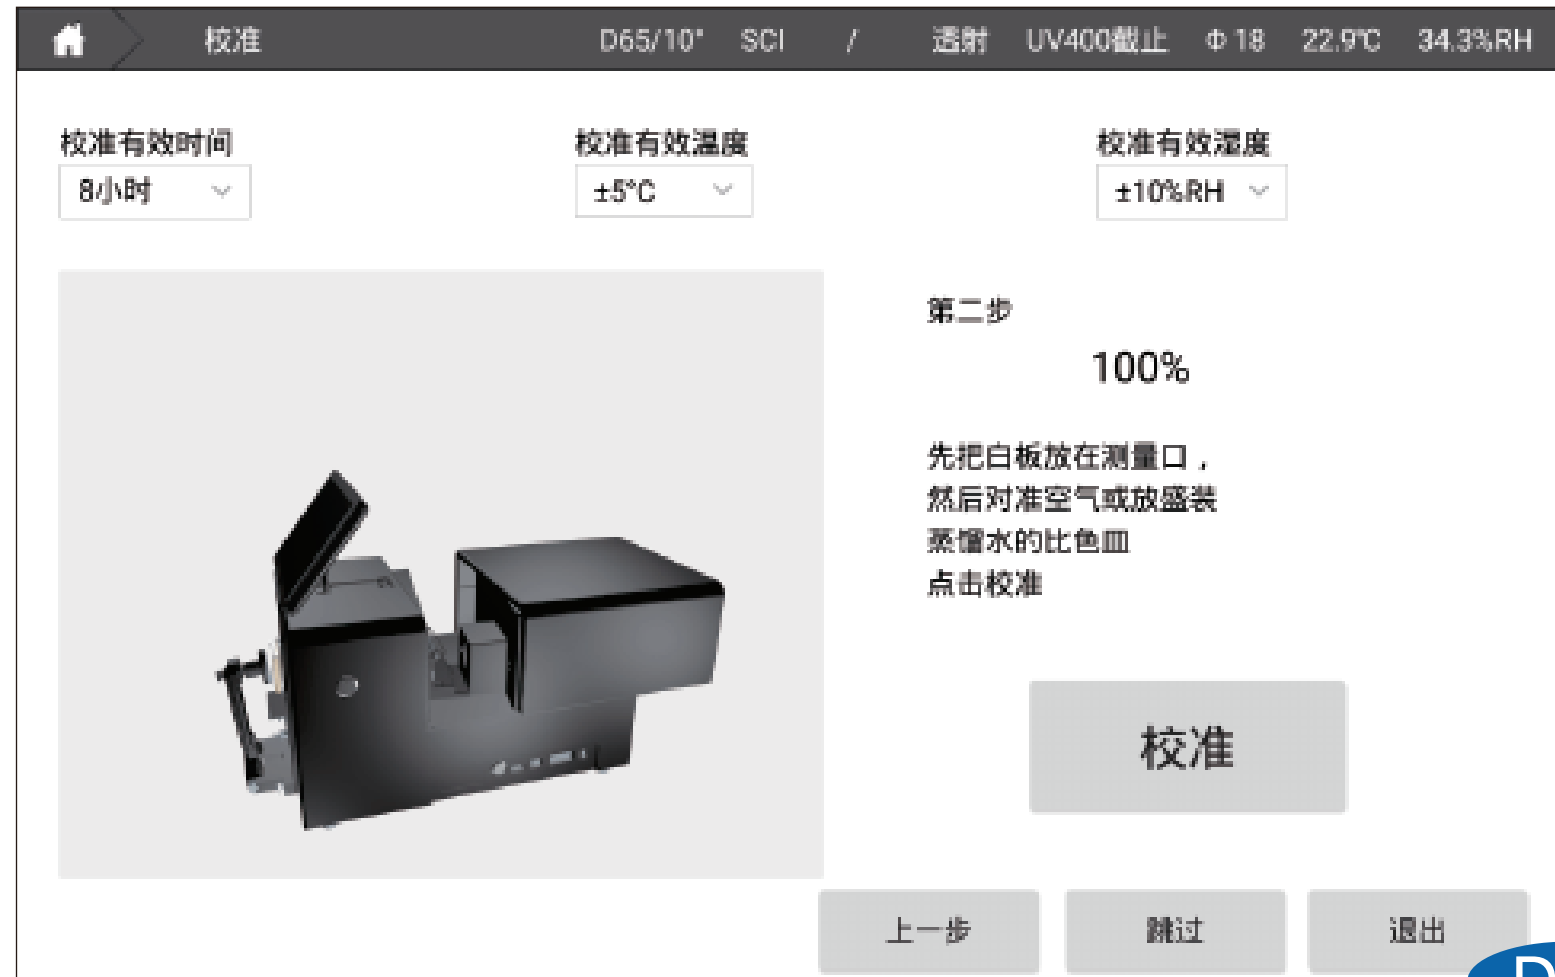 校准 D65/10° SCI / 透射 UV400截止 Φ18 22.9℃ 34.3%RH
校准有效时间 校准有效温度 校准有效湿度
8小时 ±5°C ±10%RH
第二步
100%
先把白板放在测量口，
然后对准空气或放盛装
蒸馏水的比色皿
点击校准
校准
上一步 跳过 退出